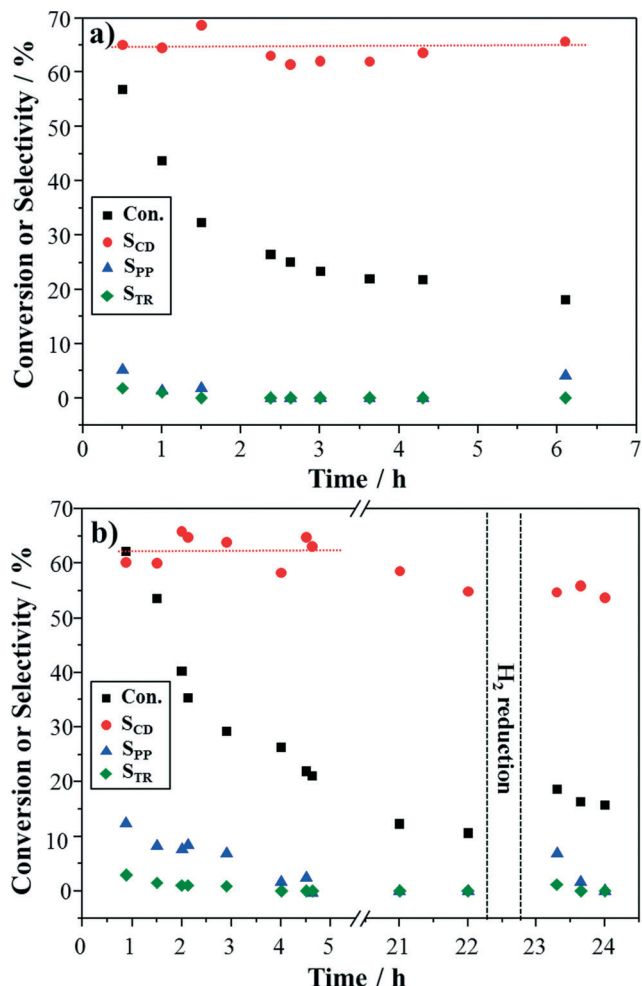 a)
Conversion or Selectivity / %
70
60
50
40
30
20
10
0
Con.
S_CD
S_PP
S_TR
0 1 2 3 4 5 6 7
Time / h
b)
Conversion or Selectivity / %
70
60
50
40
30
20
10
0
Con.
S_CD
S_PP
S_TR
H₂ reduction
0 1 2 3 4 5 21 22 23 24
Time / h